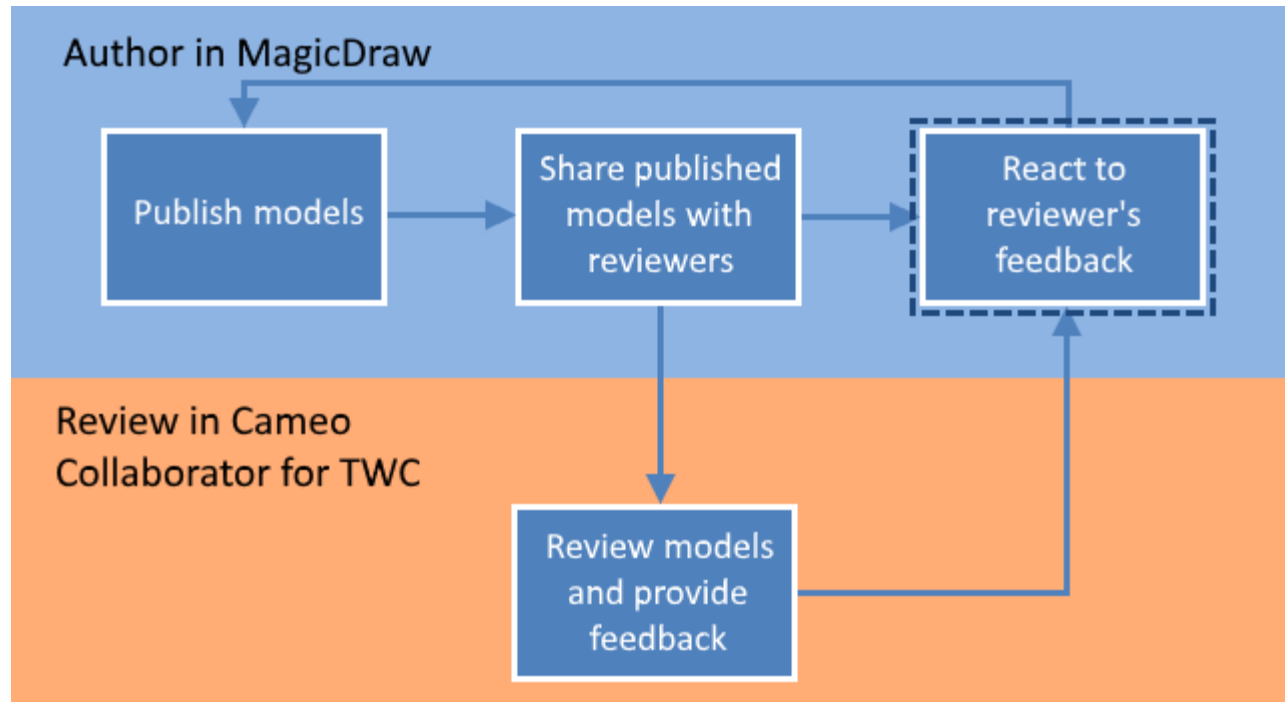 Author in MagicDraw
Publish models
Share published
models with
reviewers
React to
reviewer's
feedback
Review in Cameo
Collaborator for TWC
Review models
and provide
feedback